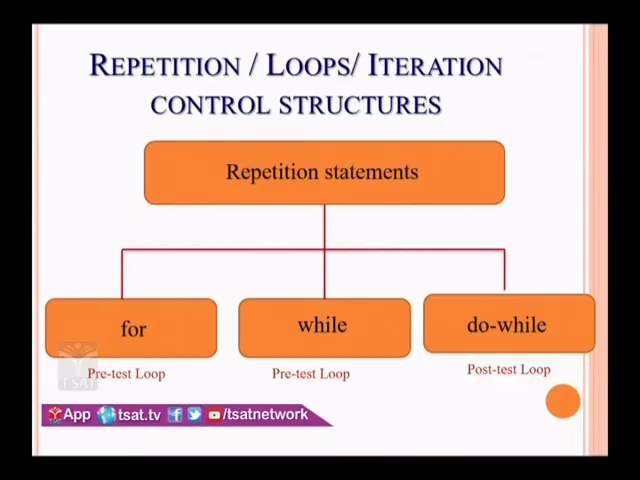 REPETITION / LOOPS/ ITERATION
CONTROL STRUCTURES
Repetition statements
for
while
do-while
Pre-test Loop
Pre-test Loop
Post-test Loop
T SAT
App tsat.tv /tsatnetwork